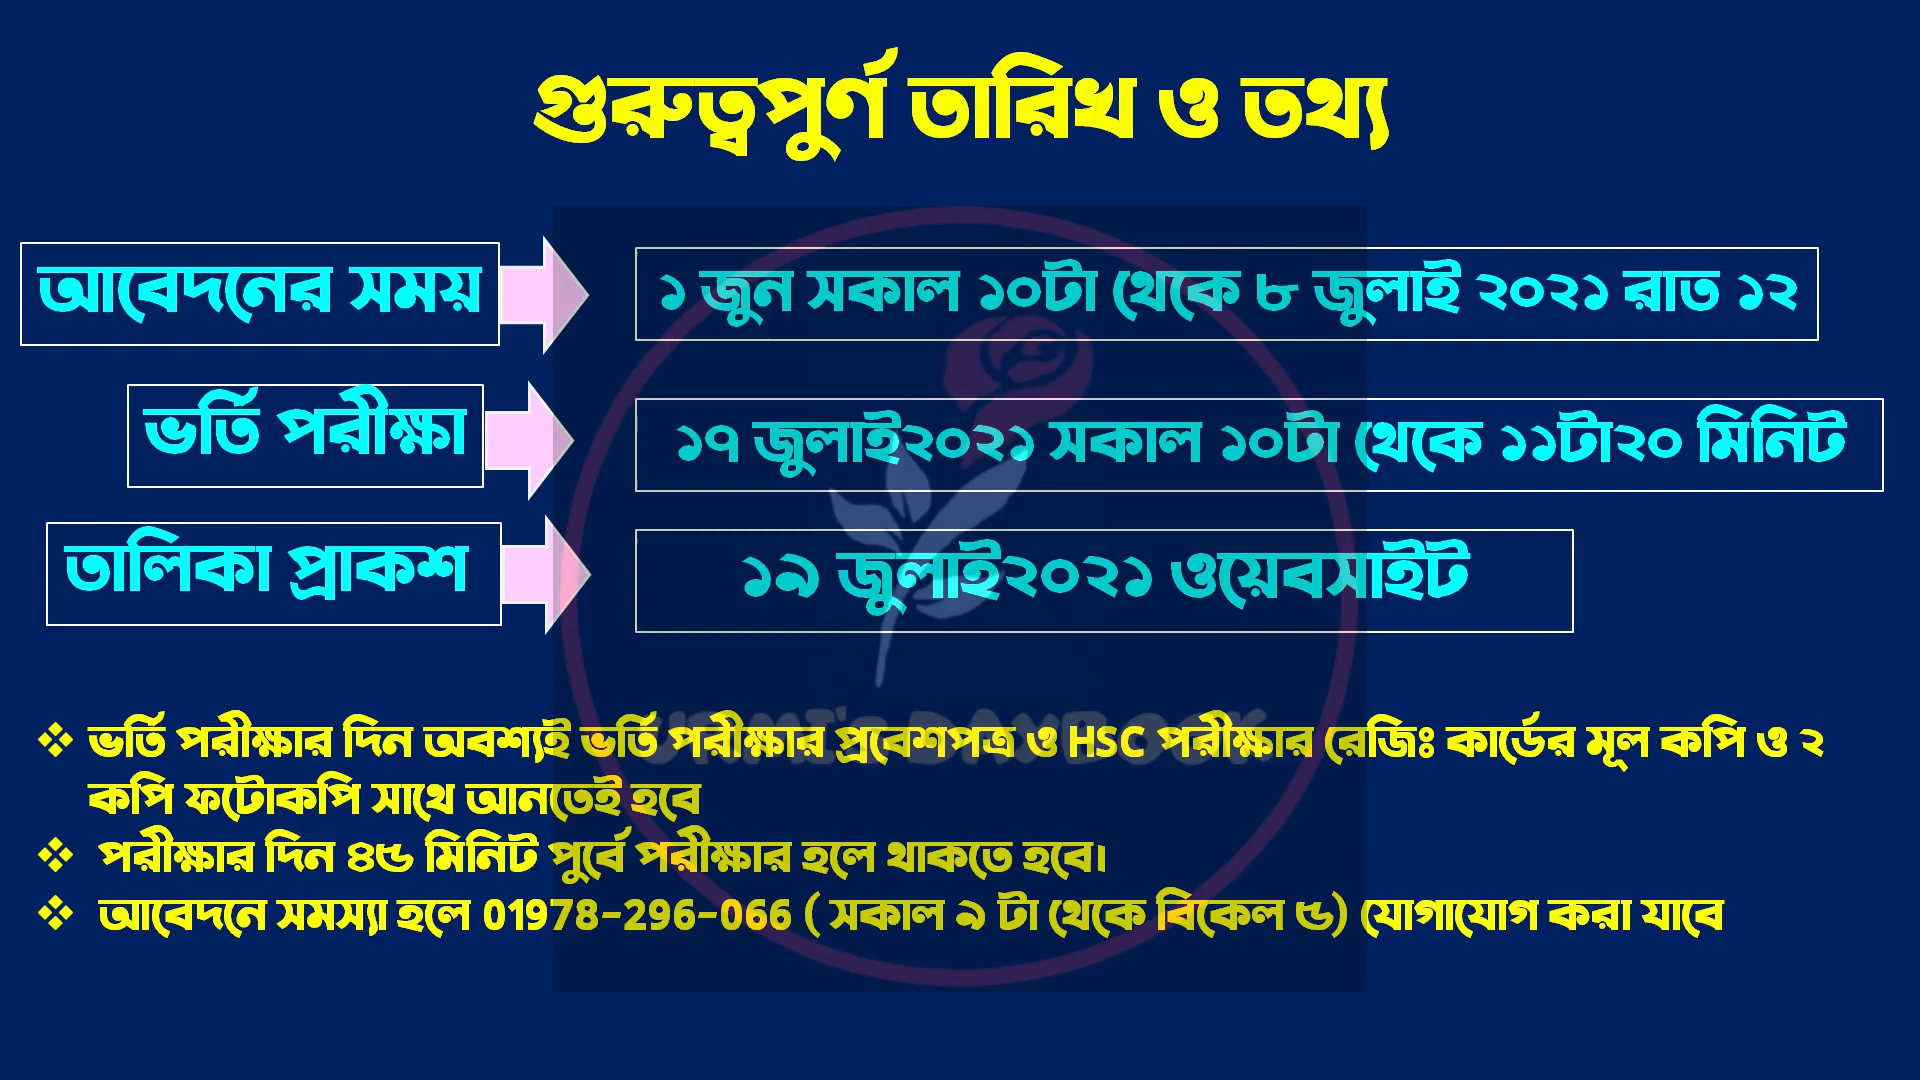 গুরুত্বপুর্ণ তারিখ ও তথ্য
আবেদনের সময়
১ জুন সকাল ১০টা থেকে ৮ জুলাই ২০২১ রাত ১২
ভর্তি পরীক্ষা
১৭ জুলাই২০২১ সকাল ১০টা থেকে ১১টা২০ মিনিট
তালিকা প্রাকশ
১৯ জুলাই২০২১ ওয়েবসাইট
❖ ভর্তি পরীক্ষার দিন অবশ্যই ভর্তি পরীক্ষার প্রবেশপত্র ও HSC পরীক্ষার রেজিঃ কার্ডের মূল কপি ও ২
কপি ফটোকপি সাথে আনতেই হবে
❖ পরীক্ষার দিন ৪৫ মিনিট পুর্বে পরীক্ষার হলে থাকতে হবে।
❖ আবেদনে সমস্যা হলে 01978-296-066 ( সকাল ৯ টা থেকে বিকেল ৫) যোগাযোগ করা যাবে
URMI's DAYBOOK